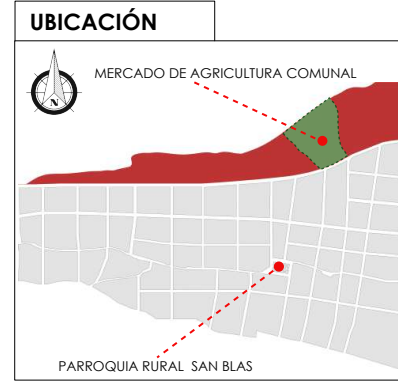 UBICACIÓN
MERCADO DE AGRICULTURA COMUNAL
N
PARROQUIA RURAL SAN BLAS